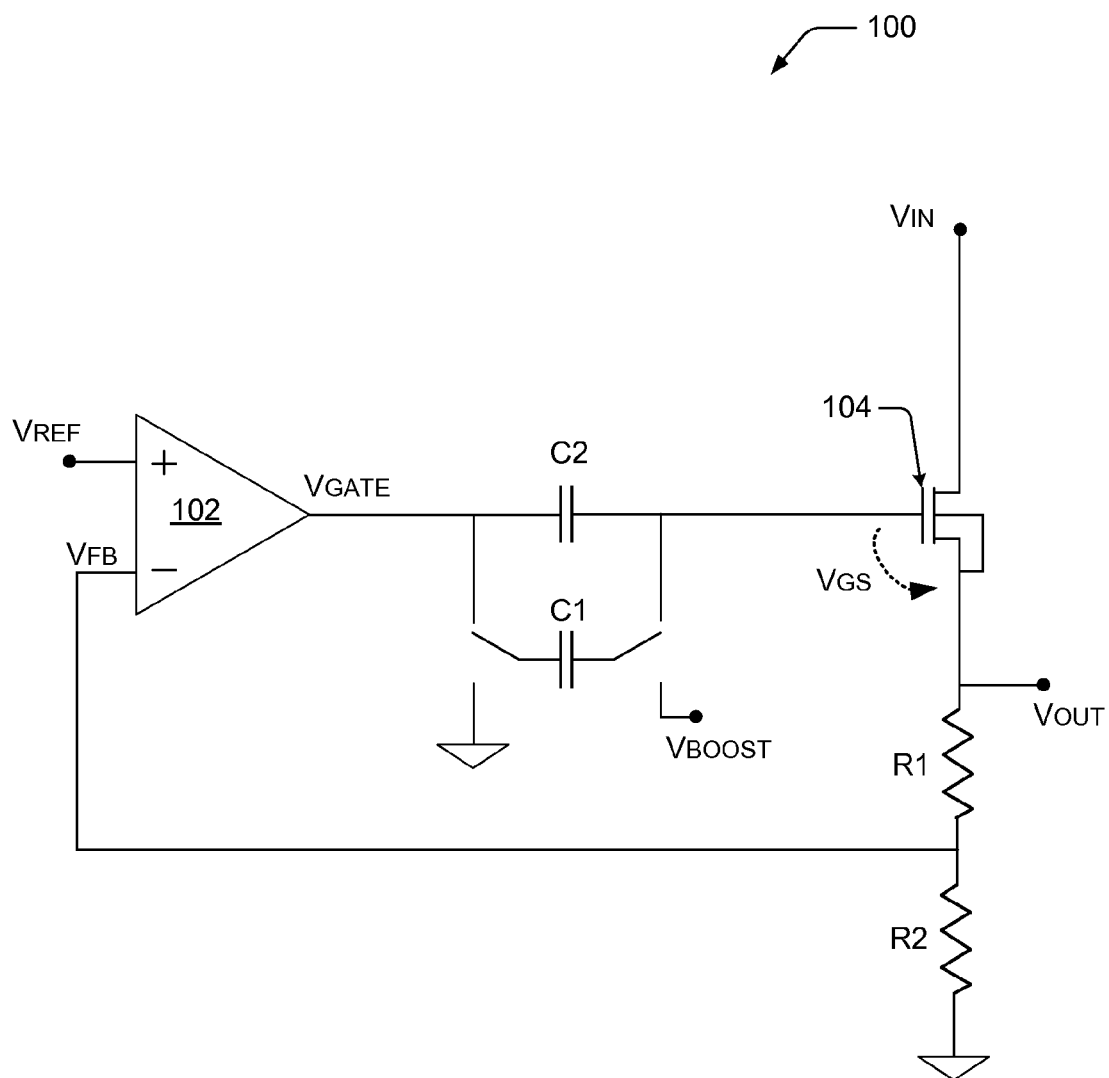 100
VIN
104
VREF
+
102
VGATE
C2
VFB
−
VGS
C1
VOUT
VBOOST
R1
R2